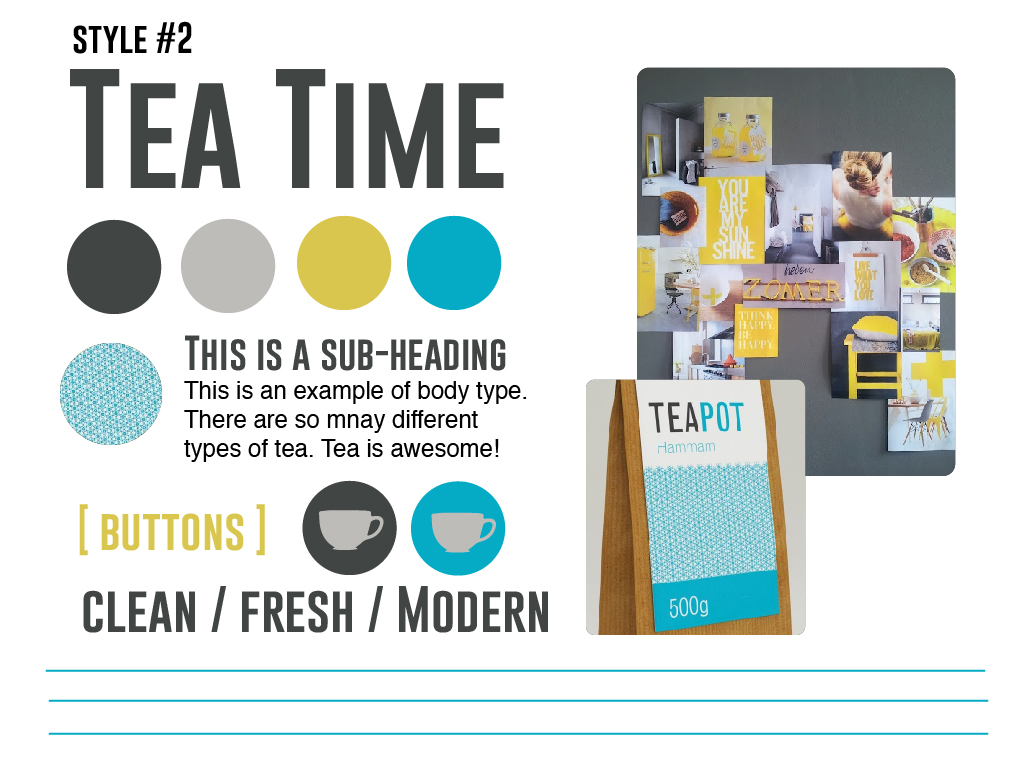 STYLE #2
TEA TIME
THIS IS A SUB-HEADING
This is an example of body type.
There are so mnay different
types of tea. Tea is awesome!
[ BUTTONS ]
CLEAN / FRESH / MODERN
YOU
ARE
MY
SUN
SHINE
LIVE
WHAT
YOU
LOVE
ZOMER
THINK
HAPPY.
BE
HAPPY.
TEAPOT
Hammam
500g